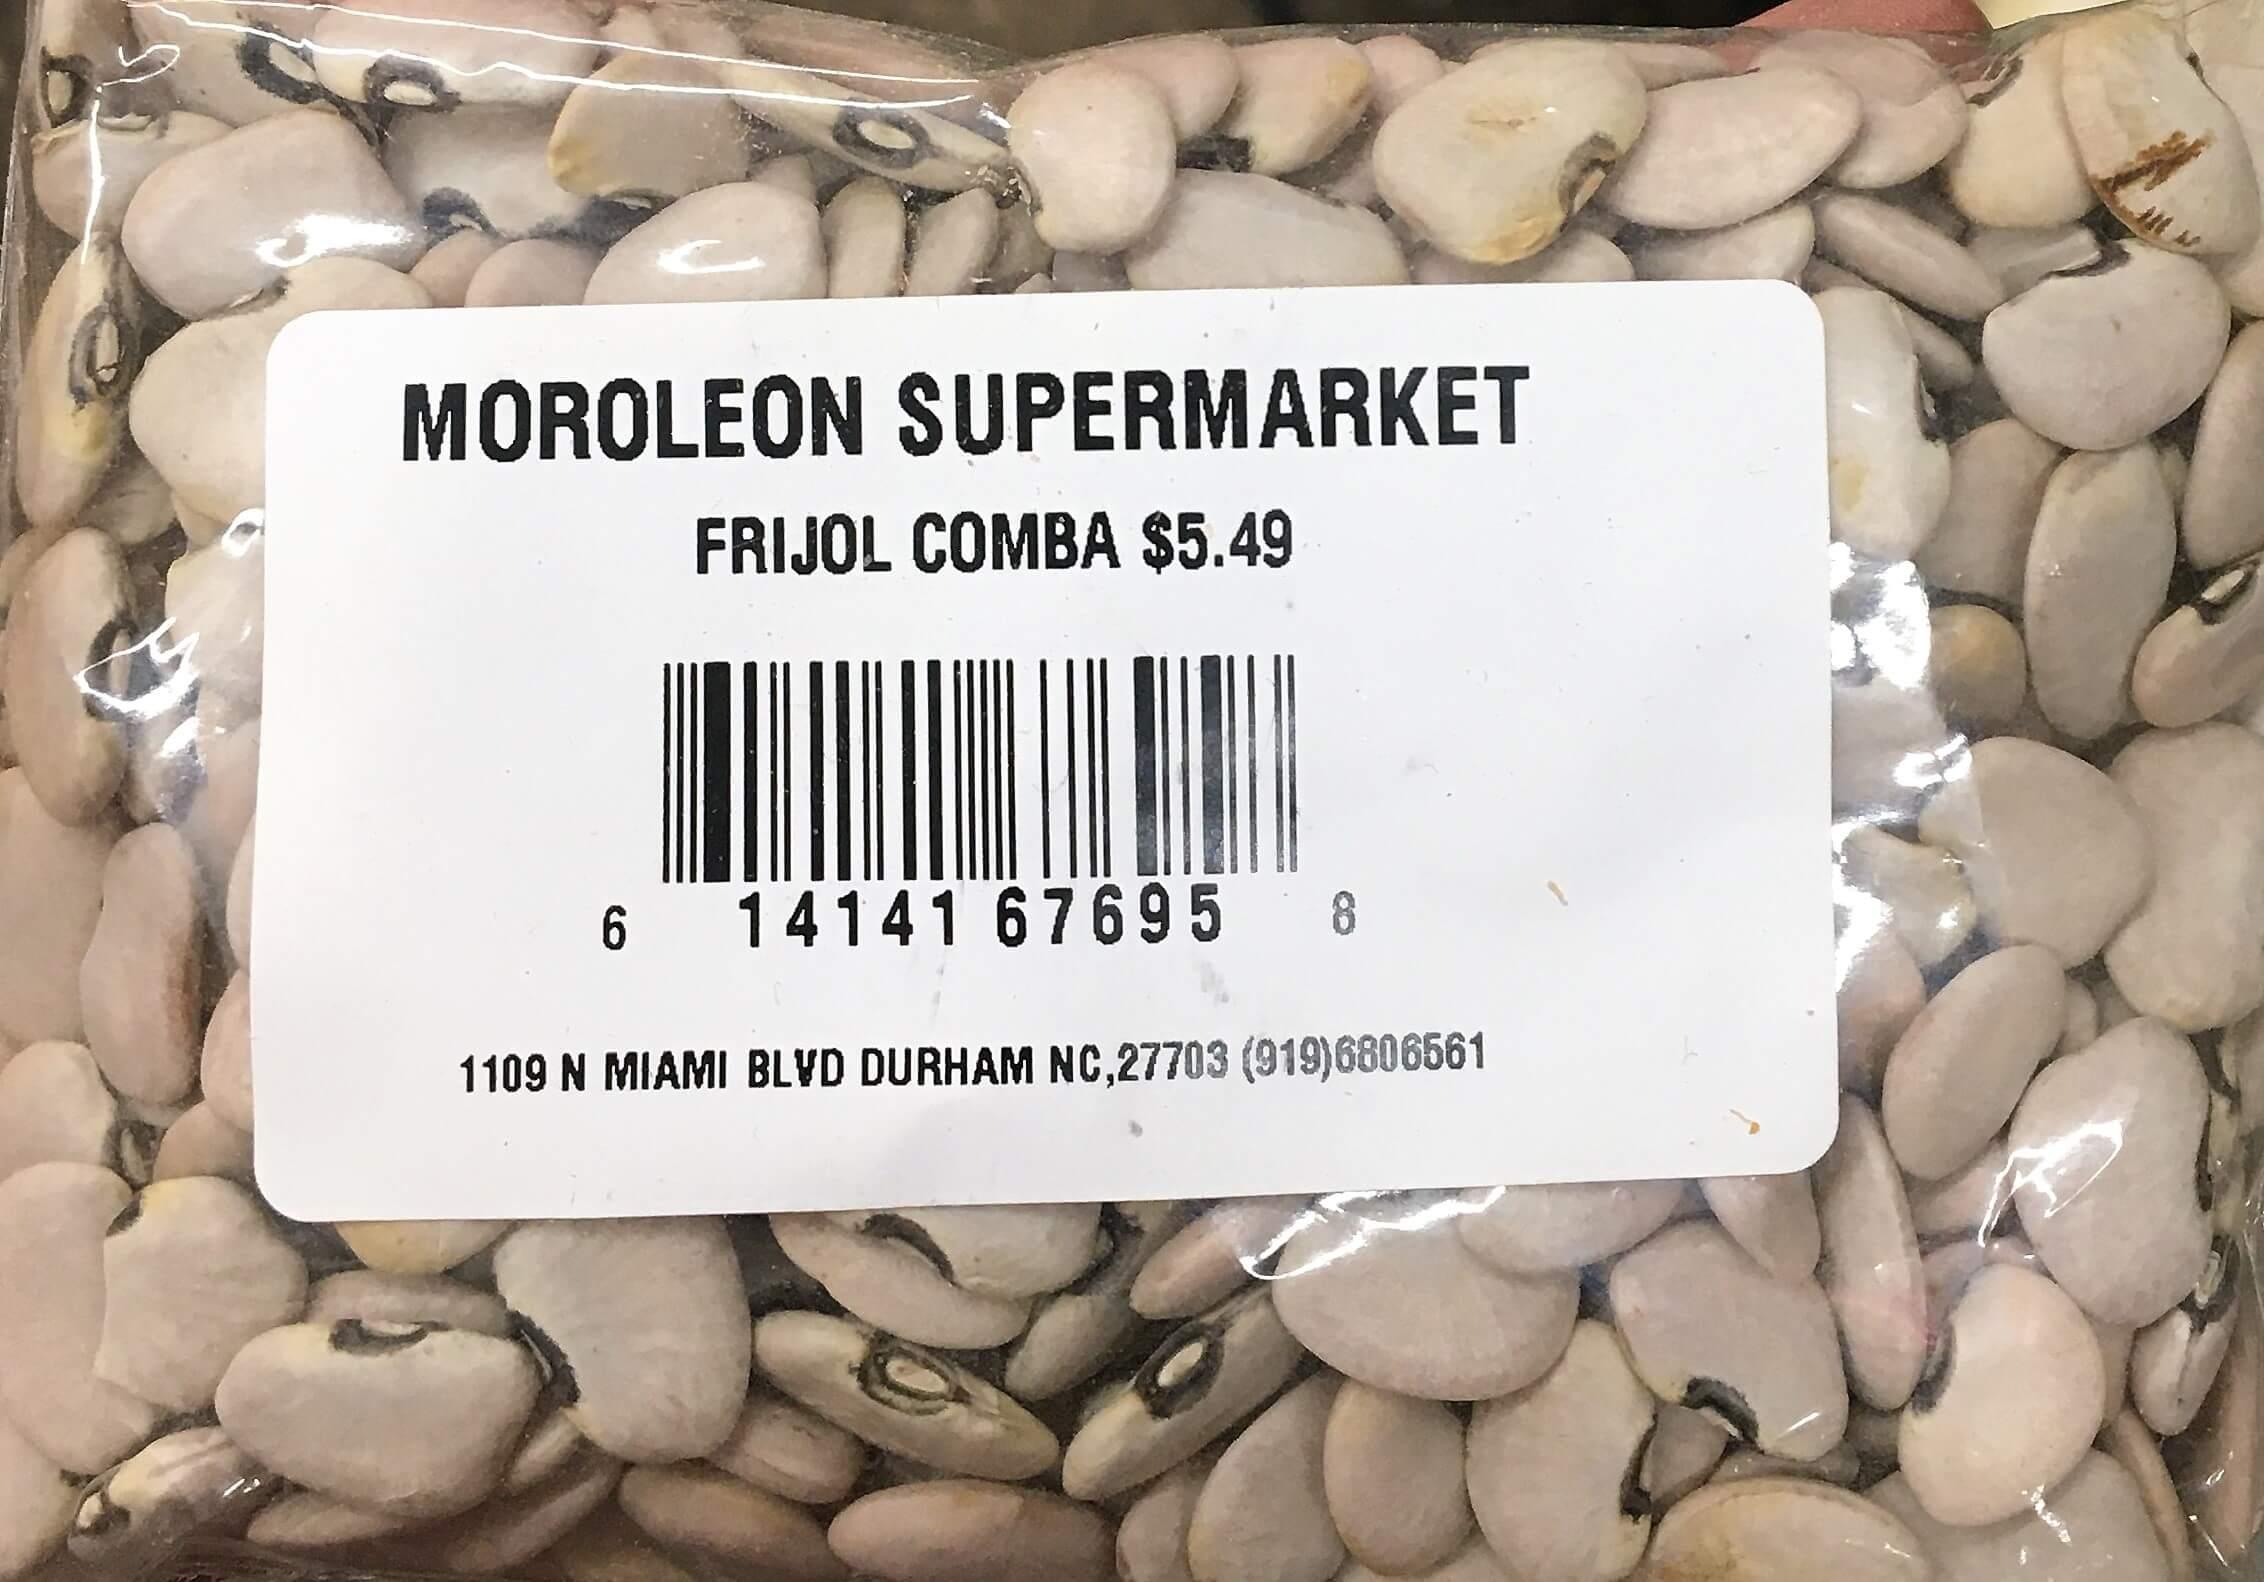 MOROLEON SUPERMARKET
FRIJOL COMBA $5.49
6 14141 67695 8
1109 N MIAMI BLVD DURHAM NC,27703 (919)6806561